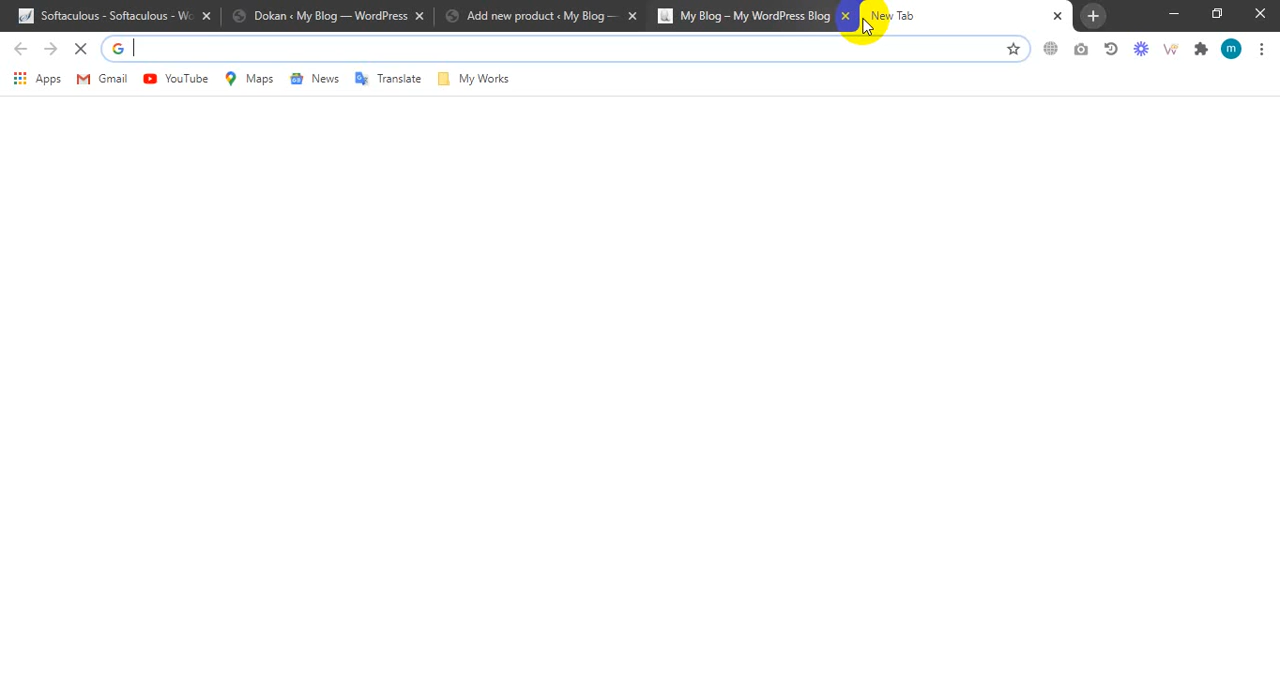 Softaculous - Softaculous - Wo
Dokan ‹ My Blog — WordPress
Add new product ‹ My Blog —
My Blog – My WordPress Blog
New Tab
m
Apps
Gmail
YouTube
Maps
News
Translate
My Works